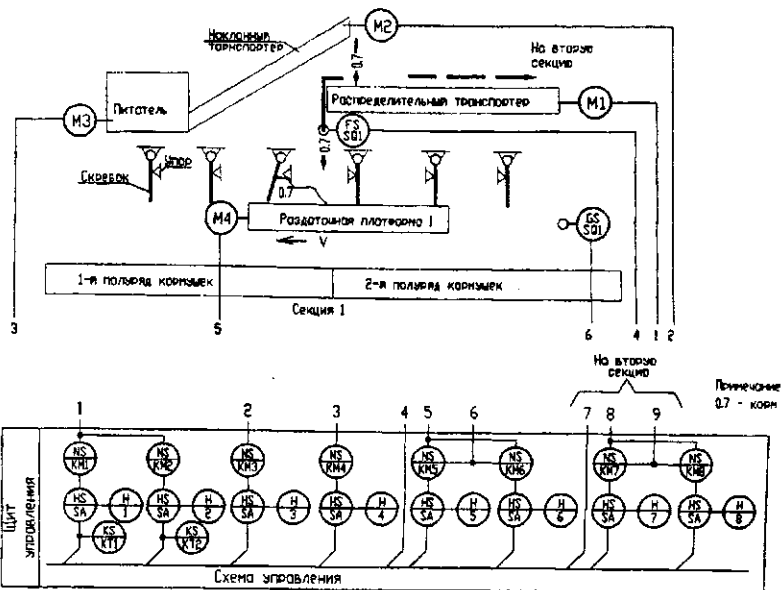 M2
Наклонный
торнспортер
На вторую
секцию
0.7
Питатель
Распределительный транспортер
M1
M3
FS
SQ1
0.7
Упор
Скребок
0.7
M4
Раздаточная платформа 1
V
GS
SQ1
1-й полуряд кормушек
2-й полуряд кормушек
Секция 1
3
5
6
4
1
2
На вторую
секцию
Примечание
0.7 - корм
1
2
3
4
5
6
7
8
9
NS
KM1
NS
KM2
NS
KM3
NS
KM4
NS
KM5
NS
KM6
NS
KM7
NS
KM8
HS
SA
H
1
HS
SA
H
2
HS
SA
H
3
HS
SA
H
4
HS
SA
H
5
HS
SA
H
6
HS
SA
H
7
HS
SA
H
8
KS
KT1
KS
KT2
Щит
управления
Схема управления